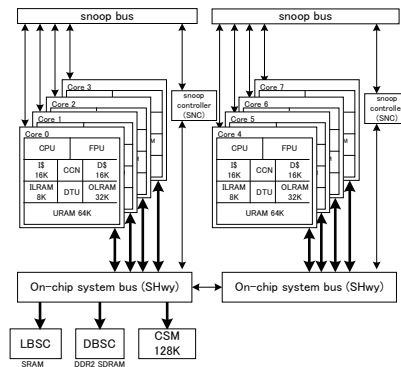 snoop bus
snoop bus
Core 3
Core 2
Core 1
Core 0
CPU
FPU
I$
16K
CCN
D$
16K
ILRAM
8K
DTU
OLRAM
32K
URAM 64K
snoop
controller
(SNC)
Core 7
Core 6
Core 5
Core 4
CPU
FPU
I$
16K
CCN
D$
16K
ILRAM
8K
DTU
OLRAM
32K
URAM 64K
snoop
controller
(SNC)
On-chip system bus (SHwy)
On-chip system bus (SHwy)
LBSC
DBSC
CSM
128K
SRAM
DDR2 SDRAM